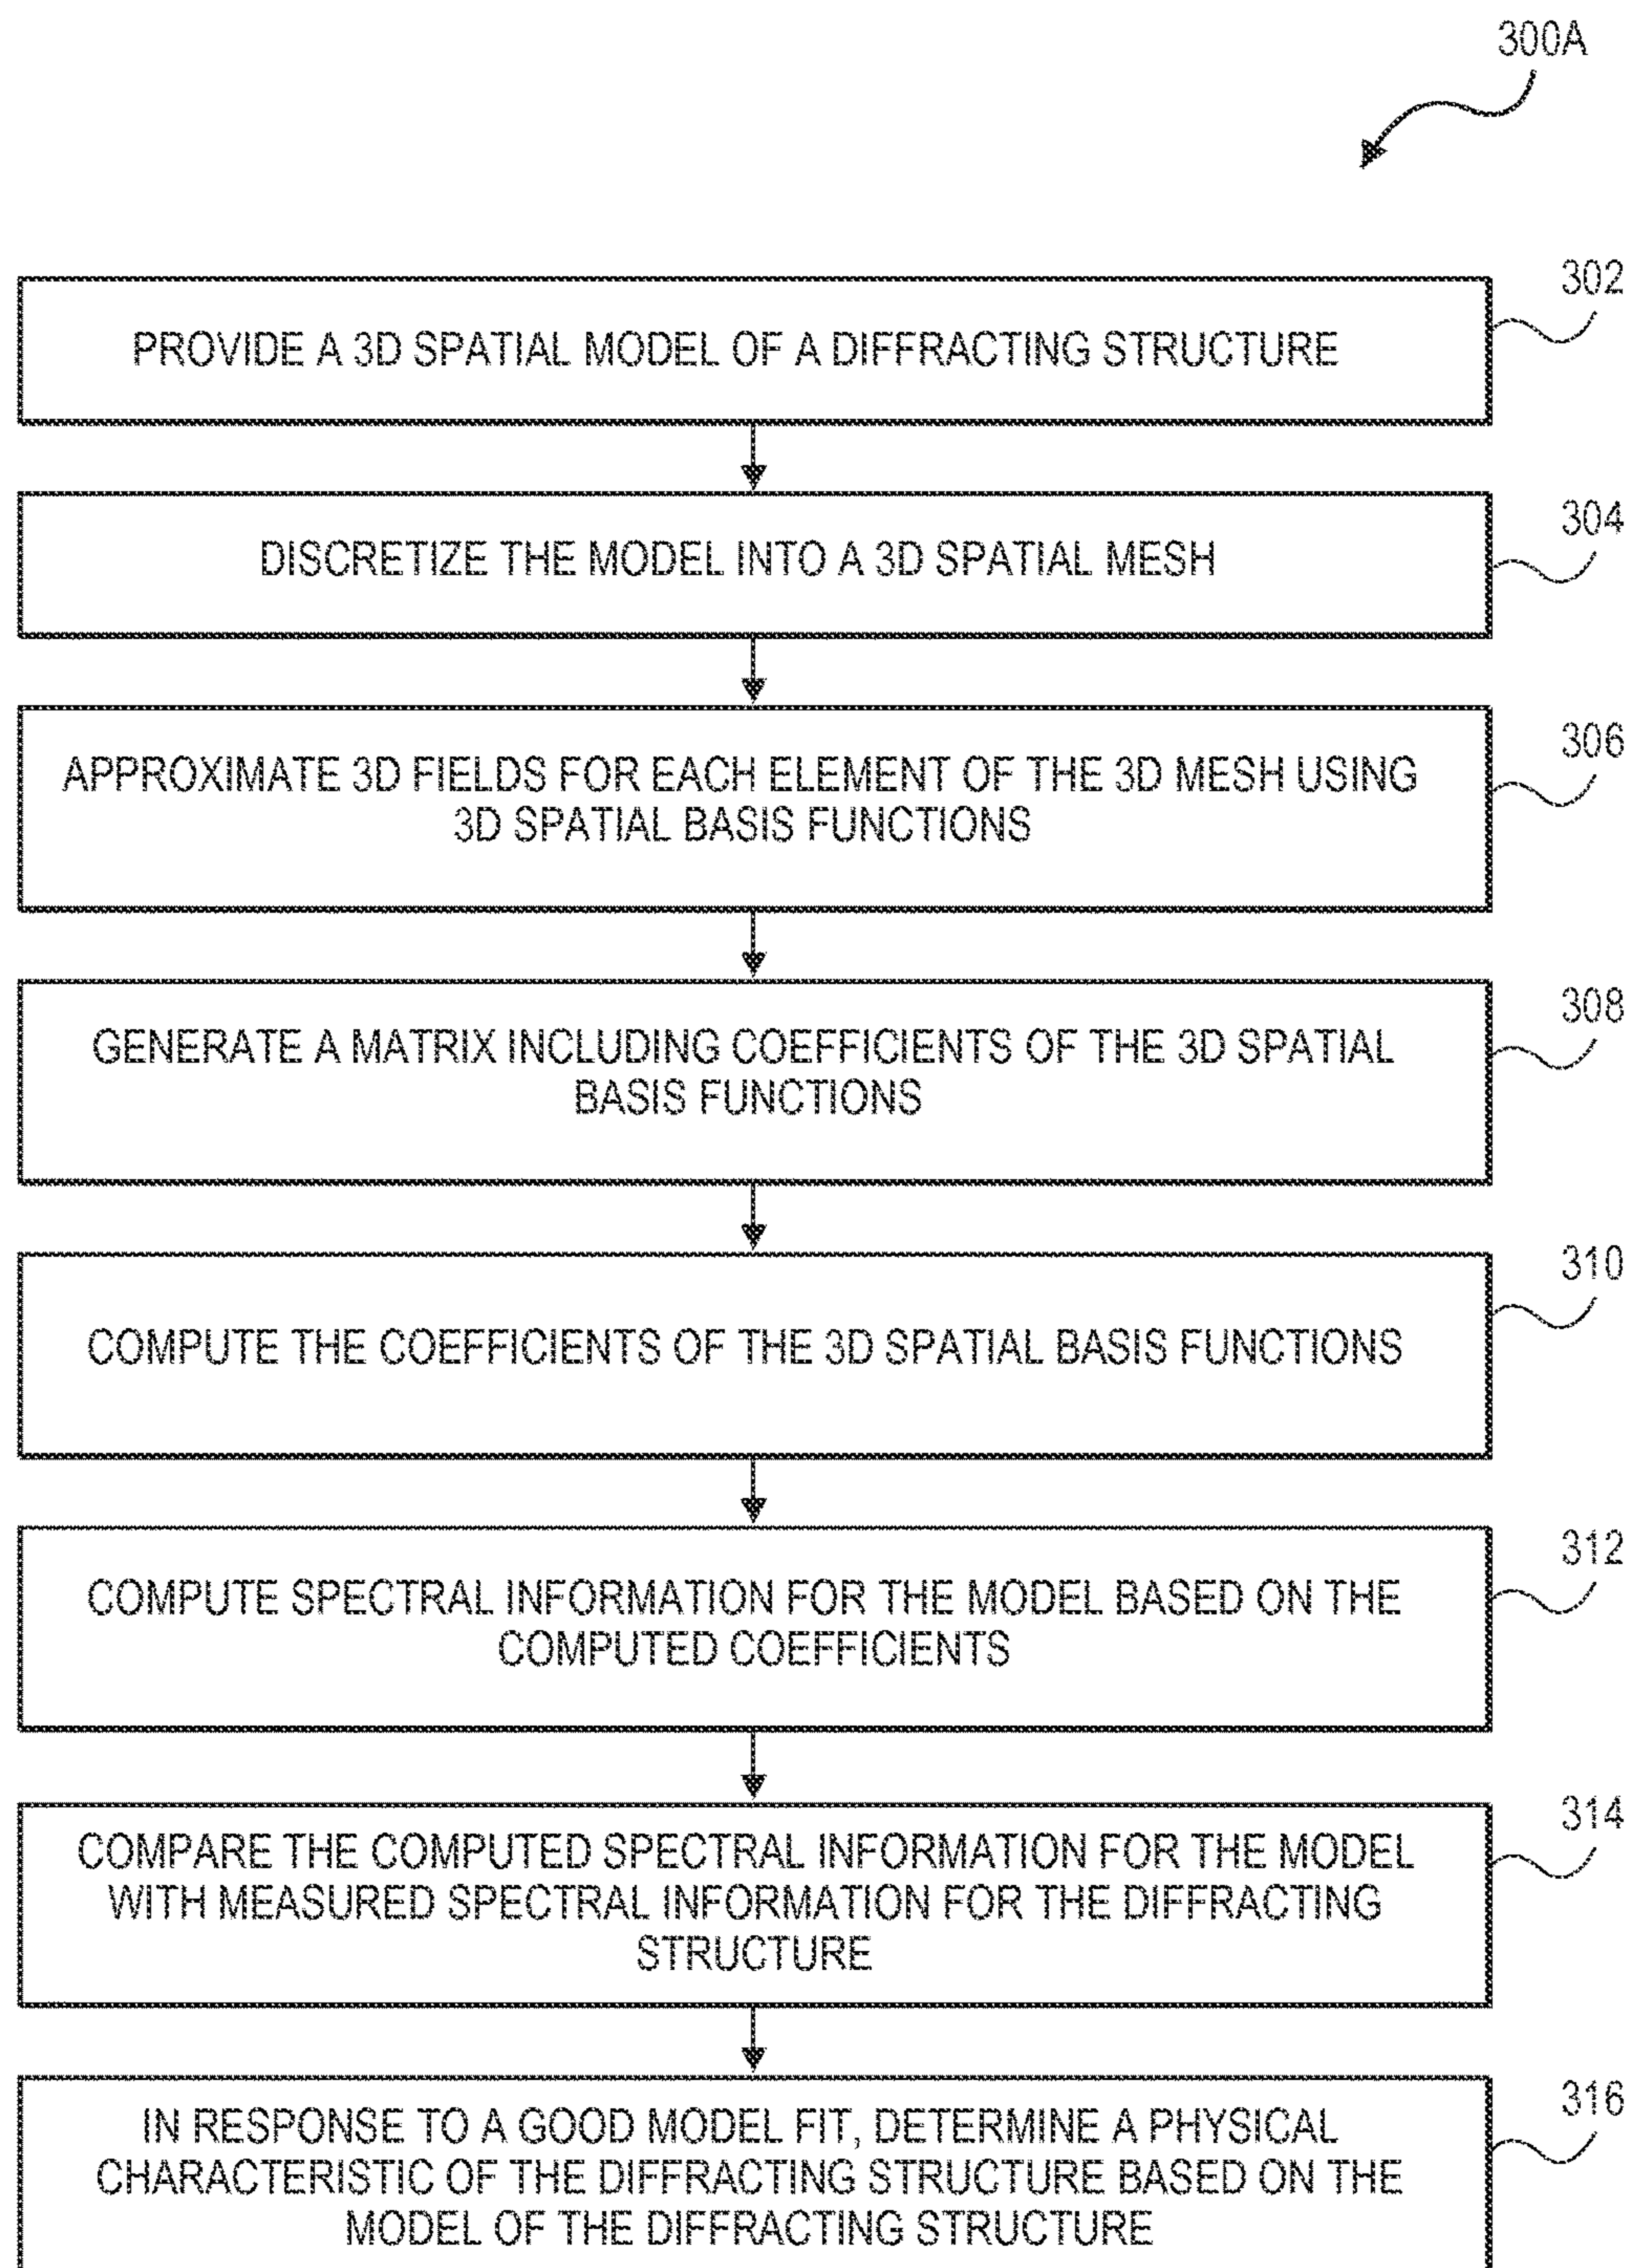 300A
302
PROVIDE A 3D SPATIAL MODEL OF A DIFFRACTING STRUCTURE
304
DISCRETIZE THE MODEL INTO A 3D SPATIAL MESH
306
APPROXIMATE 3D FIELDS FOR EACH ELEMENT OF THE 3D MESH USING
3D SPATIAL BASIS FUNCTIONS
308
GENERATE A MATRIX INCLUDING COEFFICIENTS OF THE 3D SPATIAL
BASIS FUNCTIONS
310
COMPUTE THE COEFFICIENTS OF THE 3D SPATIAL BASIS FUNCTIONS
312
COMPUTE SPECTRAL INFORMATION FOR THE MODEL BASED ON THE
COMPUTED COEFFICIENTS
314
COMPARE THE COMPUTED SPECTRAL INFORMATION FOR THE MODEL
WITH MEASURED SPECTRAL INFORMATION FOR THE DIFFRACTING
STRUCTURE
316
IN RESPONSE TO A GOOD MODEL FIT, DETERMINE A PHYSICAL
CHARACTERISTIC OF THE DIFFRACTING STRUCTURE BASED ON THE
MODEL OF THE DIFFRACTING STRUCTURE